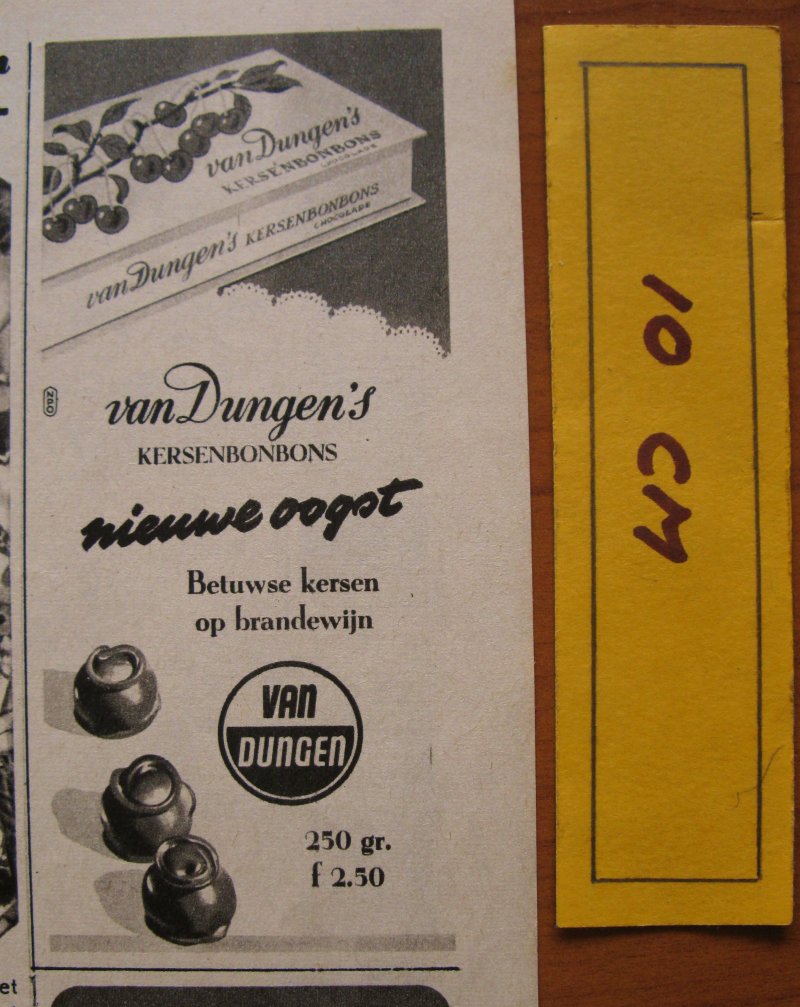 van Dungen's
KERSENBONBONS
CHOCOLADE
van Dungen's KERSENBONBONS
CHOCOLADE
van Dungen's
KERSENBONBONS
nieuwe oogst
Betuwse kersen
op brandewijn
VAN
DUNGEN
250 gr.
f 2.50
et
10 CM